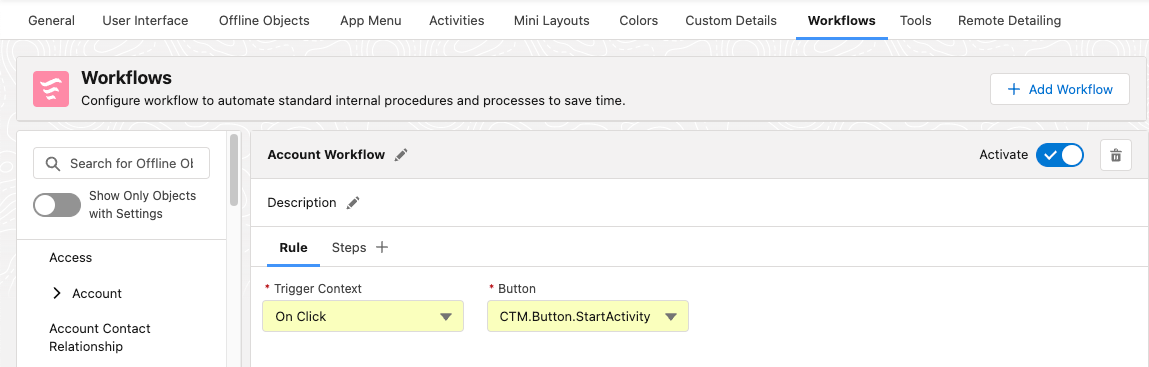 General User Interface Offline Objects App Menu Activities Mini Layouts Colors Custom Details Workflows Tools Remote Detailing
Workflows
Configure workflow to automate standard internal procedures and processes to save time.
+ Add Workflow
Search for Offline Ob
Show Only Objects
with Settings
Access
Account
Account Contact
Relationship
Account Workflow
Activate
Description
Rule Steps +
* Trigger Context
On Click
* Button
CTM.Button.StartActivity